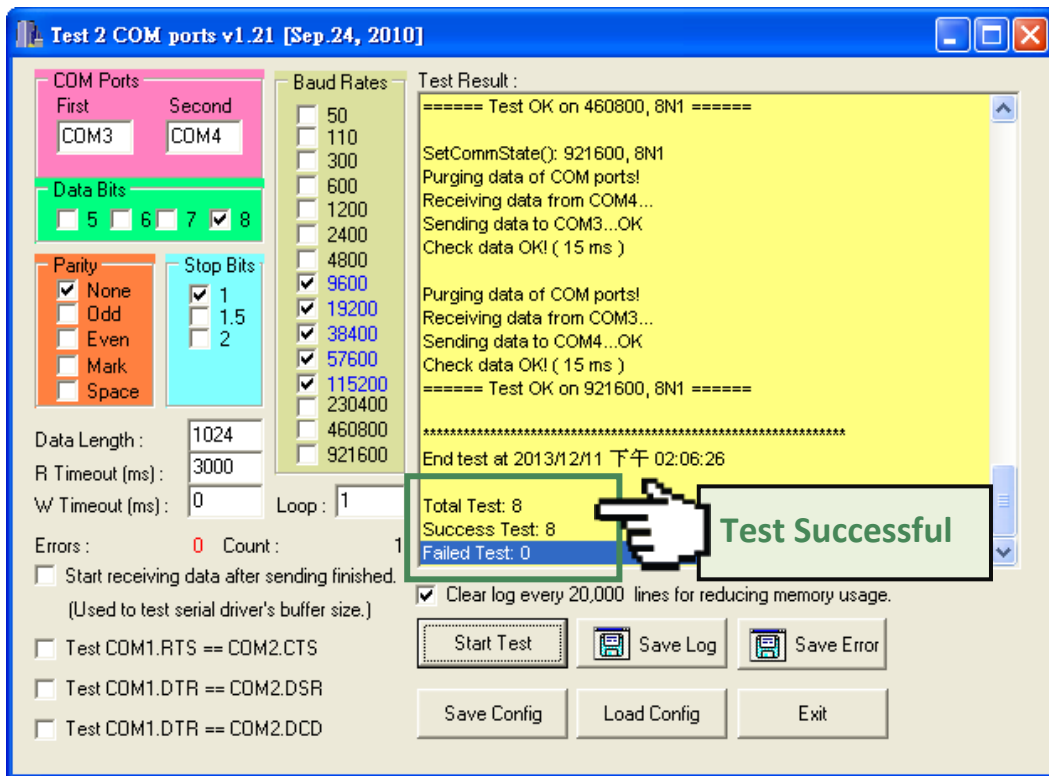 Test 2 COM ports v1.21 [Sep.24, 2010]
COM Ports
First Second
COM3 COM4
Data Bits
5 6 7 8
Parity
None
Odd
Even
Mark
Space
Stop Bits
1
1.5
2
Baud Rates
50
110
300
600
1200
2400
4800
9600
19200
38400
57600
115200
230400
460800
921600
Data Length : 1024
R Timeout (ms) : 3000
W Timeout (ms) : 0
Loop : 1
Errors : 0 Count : 1
Start receiving data after sending finished.
(Used to test serial driver's buffer size.)
Test COM1.RTS == COM2.CTS
Test COM1.DTR == COM2.DSR
Test COM1.DTR == COM2.DCD
Test Result :
====== Test OK on 460800, 8N1 ======
SetCommState(): 921600, 8N1
Purging data of COM ports!
Receiving data from COM4...
Sending data to COM3...OK
Check data OK! ( 15 ms )
Purging data of COM ports!
Receiving data from COM3...
Sending data to COM4...OK
Check data OK! ( 15 ms )
====== Test OK on 921600, 8N1 ======
****************************************************************
End test at 2013/12/11 下午 02:06:26
Total Test: 8
Success Test: 8
Failed Test: 0
Test Successful
Clear log every 20,000 lines for reducing memory usage.
Start Test Save Log Save Error
Save Config Load Config Exit